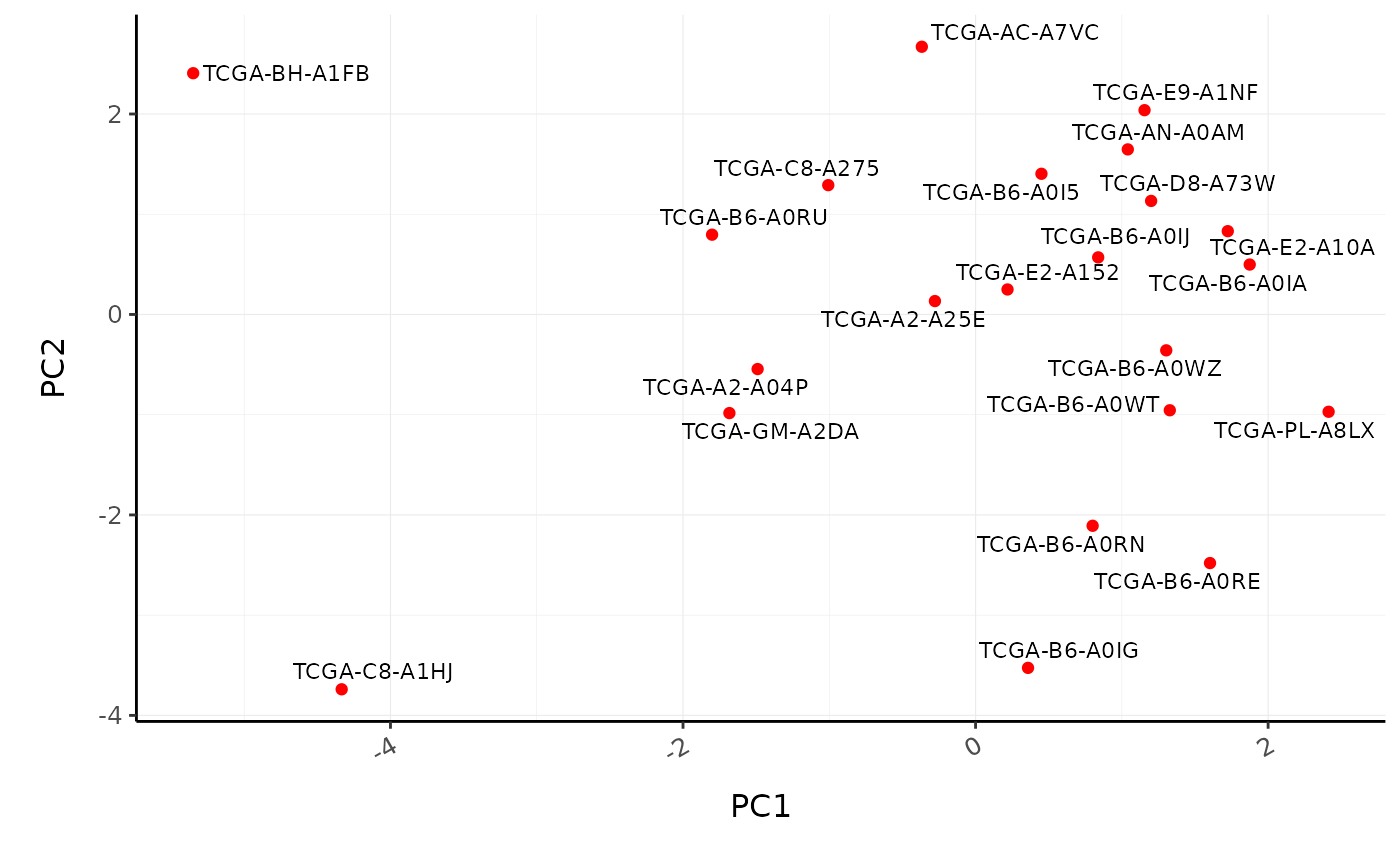 TCGA-AC-A7VC
TCGA-BH-A1FB
TCGA-E9-A1NF
2
TCGA-AN-A0AM
TCGA-C8-A275
TCGA-D8-A73W
TCGA-B6-A0I5
TCGA-B6-A0RU
TCGA-B6-A0IJ
TCGA-E2-A10A
TCGA-E2-A152
TCGA-B6-A0IA
0
TCGA-A2-A25E
PC2
TCGA-B6-A0WZ
TCGA-A2-A04P
TCGA-B6-A0WT
TCGA-GM-A2DA
TCGA-PL-A8LX
-2
TCGA-B6-A0RN
TCGA-B6-A0RE
TCGA-B6-A0IG
TCGA-C8-A1HJ
-4
-4 -2 0 2
PC1